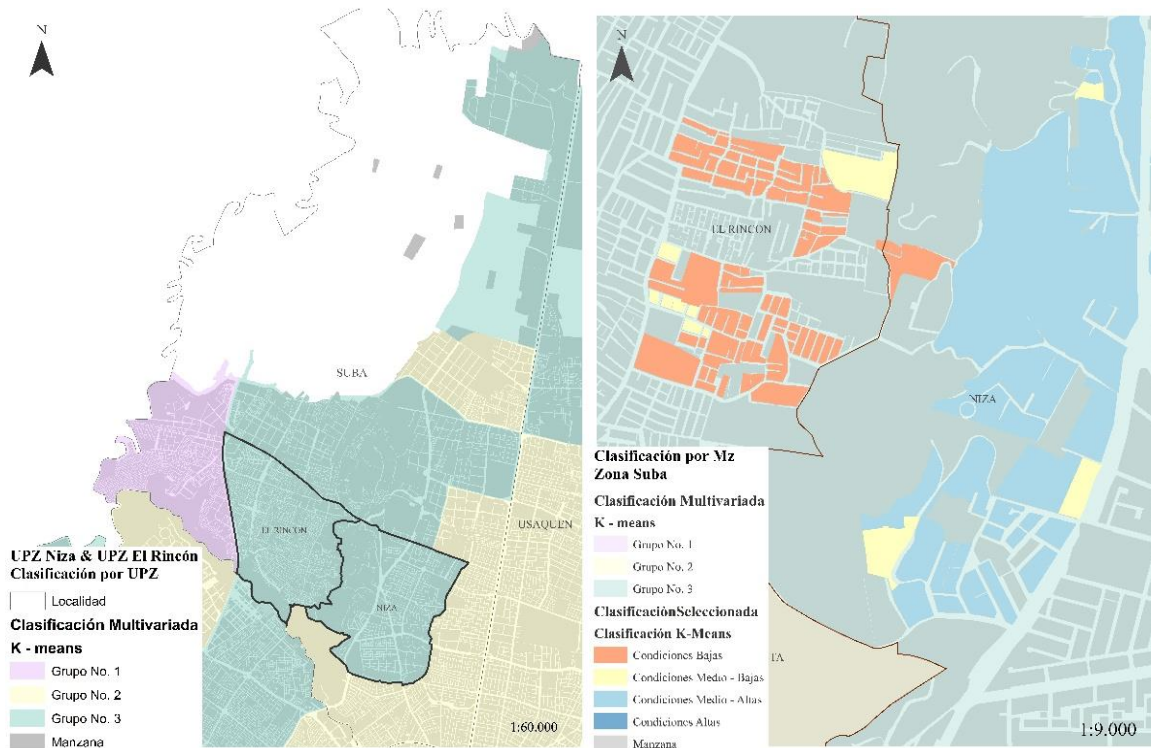 N
SUBA
USAQUEN
EL RINCON
NIZA
UPZ Niza & UPZ El Rincón
Clasificación por UPZ
Localidad
Clasificación Multivariada
K - means
Grupo No. 1
Grupo No. 2
Grupo No. 3
Manzana
1:60.000
N
EL RINCON
NIZA
TA
Clasificación por Mz
Zona Suba
Clasificación Multivariada
K - means
Grupo No. 1
Grupo No. 2
Grupo No. 3
ClasificaciónSeleccionada
Clasificación K-Means
Condiciones Bajas
Condiciones Medio - Bajas
Condiciones Medio - Altas
Condiciones Altas
Manzana
1:9.000